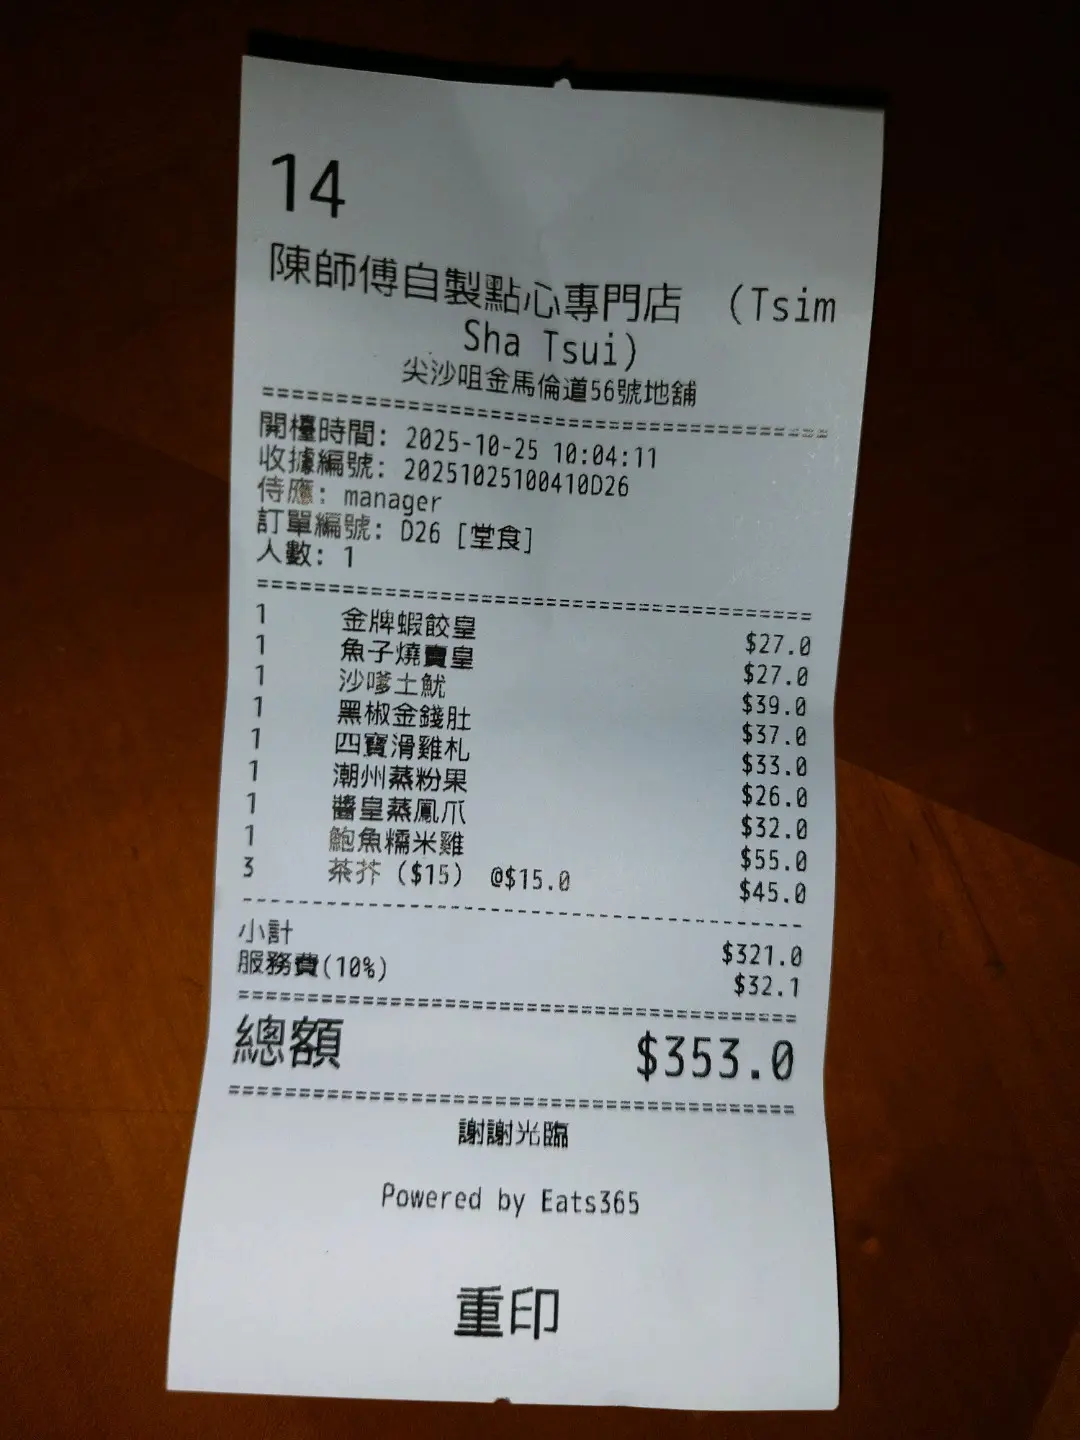 14
陳師傅自製點心專門店 (Tsim
Sha Tsui)
尖沙咀金馬倫道56號地舖
========================================
開檯時間: 2025-10-25 10:04:11
收據編號: 20251025100410D26
侍應: manager
訂單編號: D26 [堂食]
人數: 1
========================================
1 金牌蝦餃皇 $27.0
1 魚子燒賣皇 $27.0
1 沙嗲土魷 $39.0
1 黑椒金錢肚 $37.0
1 四寶滑雞札 $33.0
1 潮州蒸粉果 $26.0
1 醬皇蒸鳳爪 $32.0
1 鮑魚糯米雞 $55.0
3 茶芥 ($15) @$15.0 $45.0
----------------------------------------
小計 $321.0
服務費(10%) $32.1
========================================
總額 $353.0
========================================
謝謝光臨
Powered by Eats365
重印